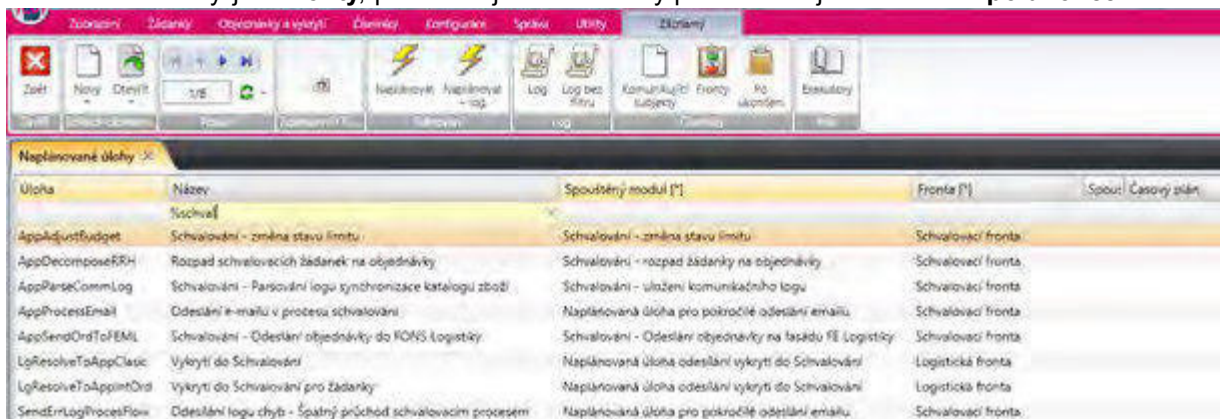 Zobrazení Žádanky Objednávky a vykrytí Číselníky Konfigurace Správa Utility Záznamy
Zpět Nový Otevřít 1/8 Naplánovat Naplánovat - log. Log Log bez filtru Komunikující subjekty Fronty Po ukončení Exekutory
Naplánované úlohy
Úloha Název Spouštěný modul [*] Fronta [*] Spouš Časový plán
%schval
AppAdjustBudget Schvalování - změna stavu limitu Schvalování - změna stavu limitu Schvalovací fronta
AppDecomposeRRH Rozpad schvalovacích žádanek na objednávky Schvalování - rozpad žádanky na objednávky Schvalovací fronta
AppParseCommLog Schvalování - Parsování logu synchronizace katalogu zboží Schvalování - uložení komunikačního logu Schvalovací fronta
AppProcessEmail Odeslání e-mailu v procesu schvalování Naplánovaná úloha pro pokročilé odeslání emailu Schvalovací fronta
AppSendOrdToFEML Schvalování - Odeslání objednávky do FONS Logistiky Schvalování - Odeslání objednávky na fasádu FE Logistiky Schvalovací fronta
LgResolveToAppClasic Vykrytí do Schvalování Naplánovaná úloha odesílání vykrytí do Schvalování Logistická fronta
LgResolveToAppIntOrd Vykrytí do Schvalování pro žádanky Naplánovaná úloha odesílání vykrytí do Schvalování Logistická fronta
SendErrLogProcesFlow Odesílání logu chyb - Špatný průchod schvalovacím procesem Naplánovaná úloha pro pokročilé odeslání emailu Schvalovací fronta